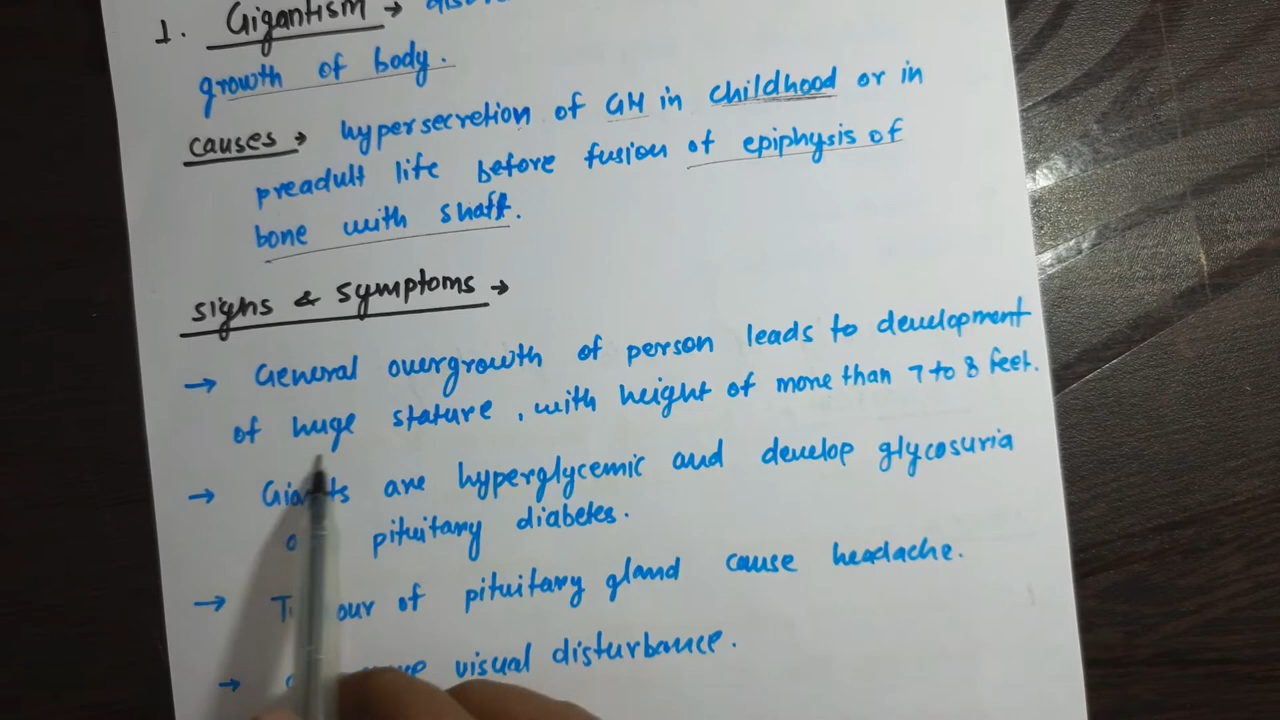 1. Gigantism →
growth of body.
causes → hypersecretion of GH in childhood or in
preadult life before fusion of epiphysis of
bone with shaft.
signs & symptoms →
→ General overgrowth of person leads to development
of huge stature, with height of more than 7 to 8 feet.
→ Giants are hyperglycemic and develop glycosuria
pituitary diabetes.
→ of pituitary gland cause headache.
→ visual disturbance.